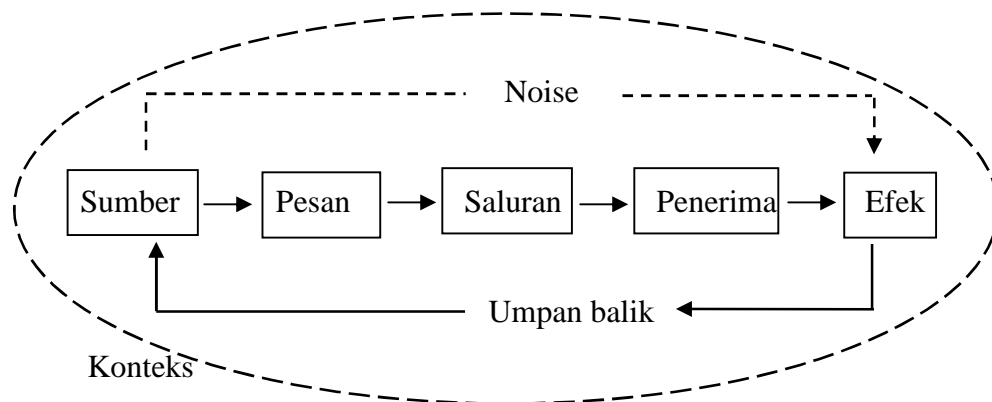 Noise
Sumber
Pesan
Saluran
Penerima
Efek
Umpan balik
Konteks